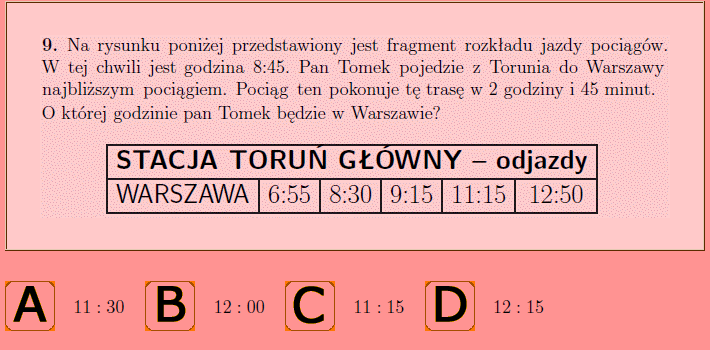 9. Na rysunku poniżej przedstawiony jest fragment rozkładu jazdy pociągów.
W tej chwili jest godzina 8:45. Pan Tomek pojedzie z Torunia do Warszawy
najbliższym pociągiem. Pociąg ten pokonuje tę trasę w 2 godziny i 45 minut.
O której godzinie pan Tomek będzie w Warszawie?
STACJA TORUŃ GŁÓWNY – odjazdy
WARSZAWA 6:55 8:30 9:15 11:15 12:50
A 11 : 30 B 12 : 00 C 11 : 15 D 12 : 15